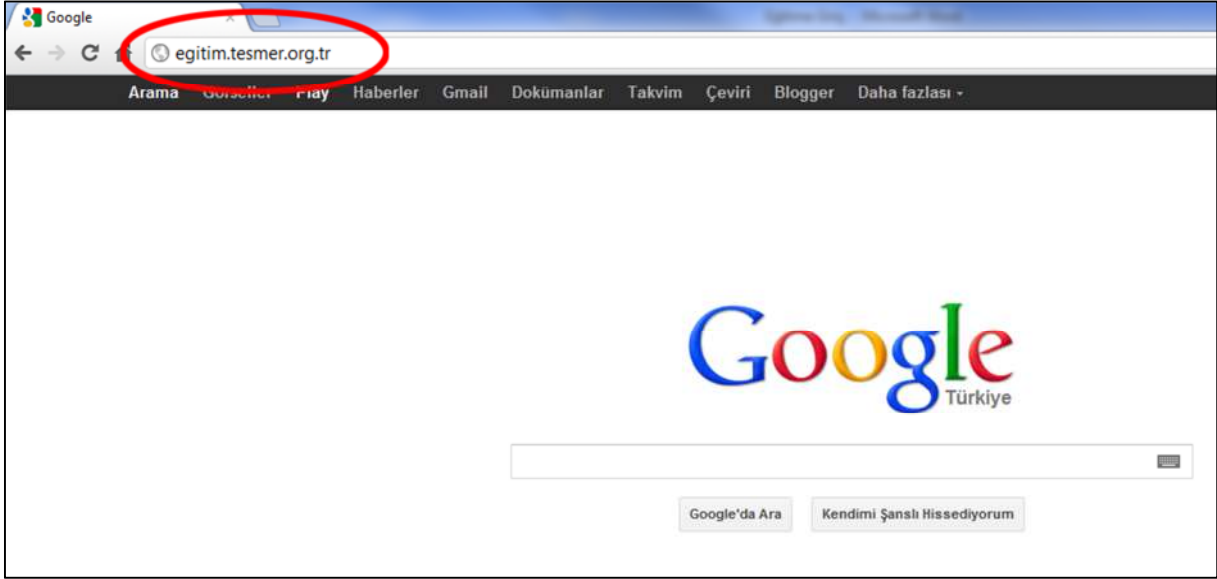 Google
egitim.tesmer.org.tr
Arama Görseller Play Haberler Gmail Dokümanlar Takvim Çeviri Blogger Daha fazlası
Google
Türkiye
Google'da Ara Kendimi Şanslı Hissediyorum